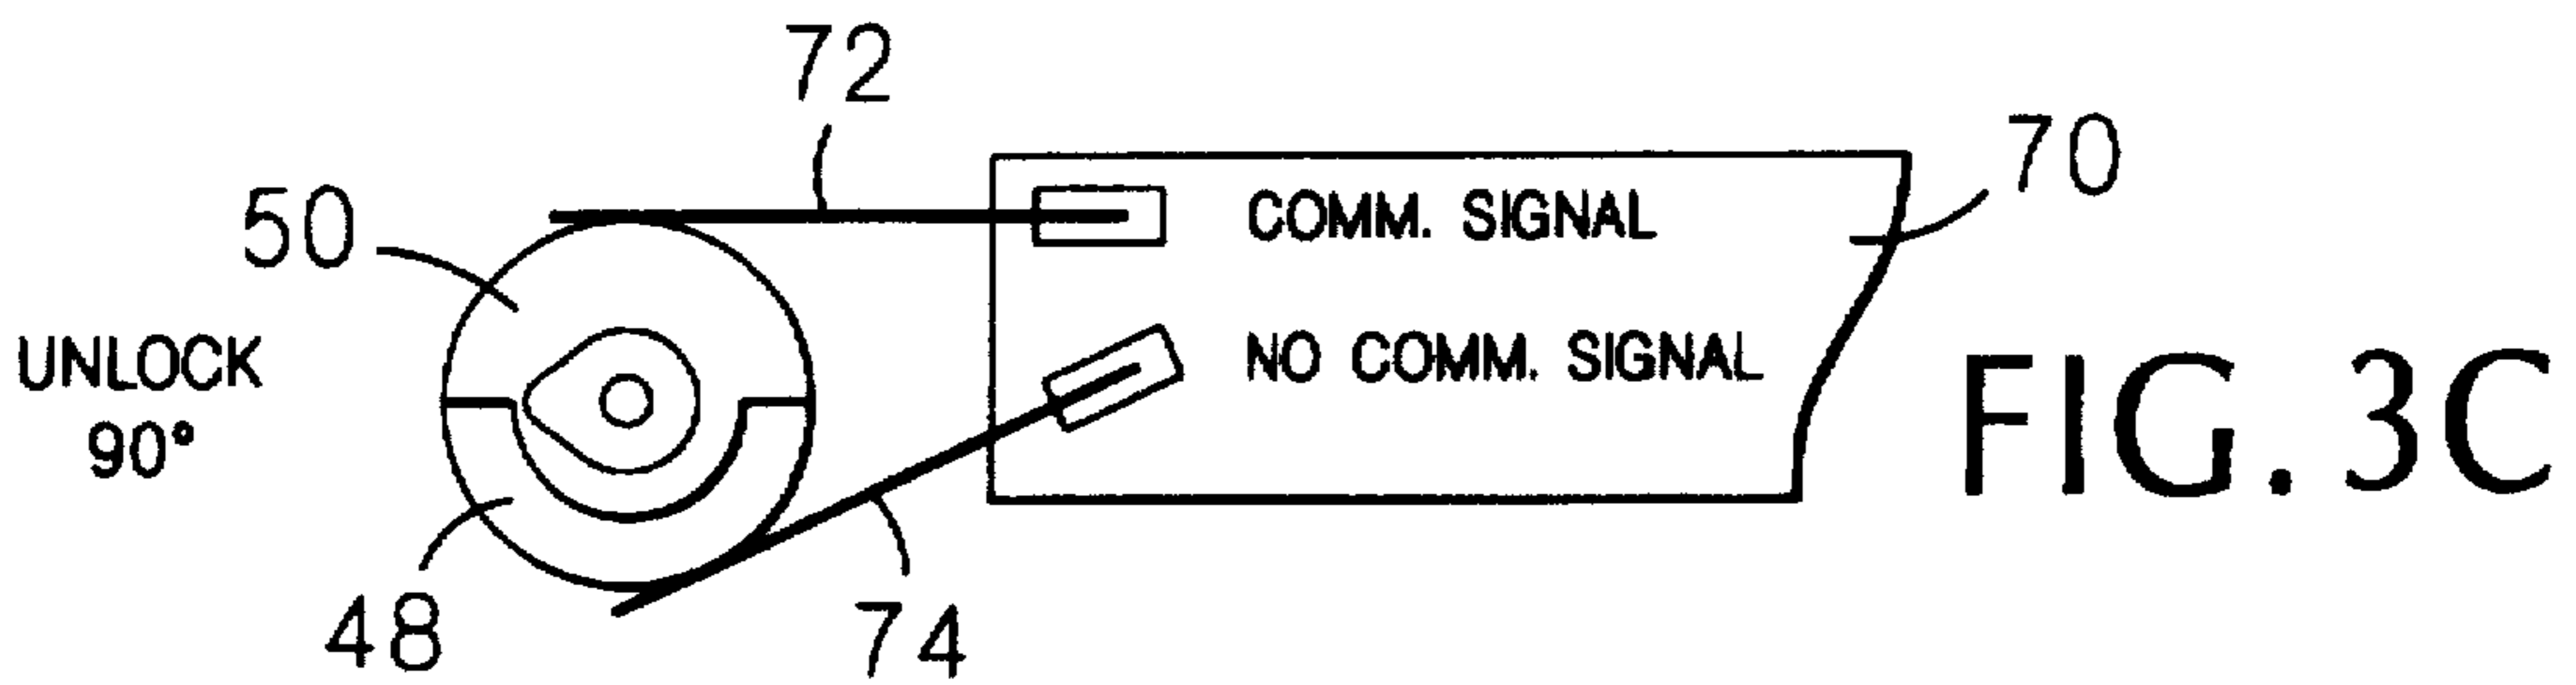 72
70
50
COMM. SIGNAL
UNLOCK
90°
NO COMM. SIGNAL
FIG. 3C
48
74